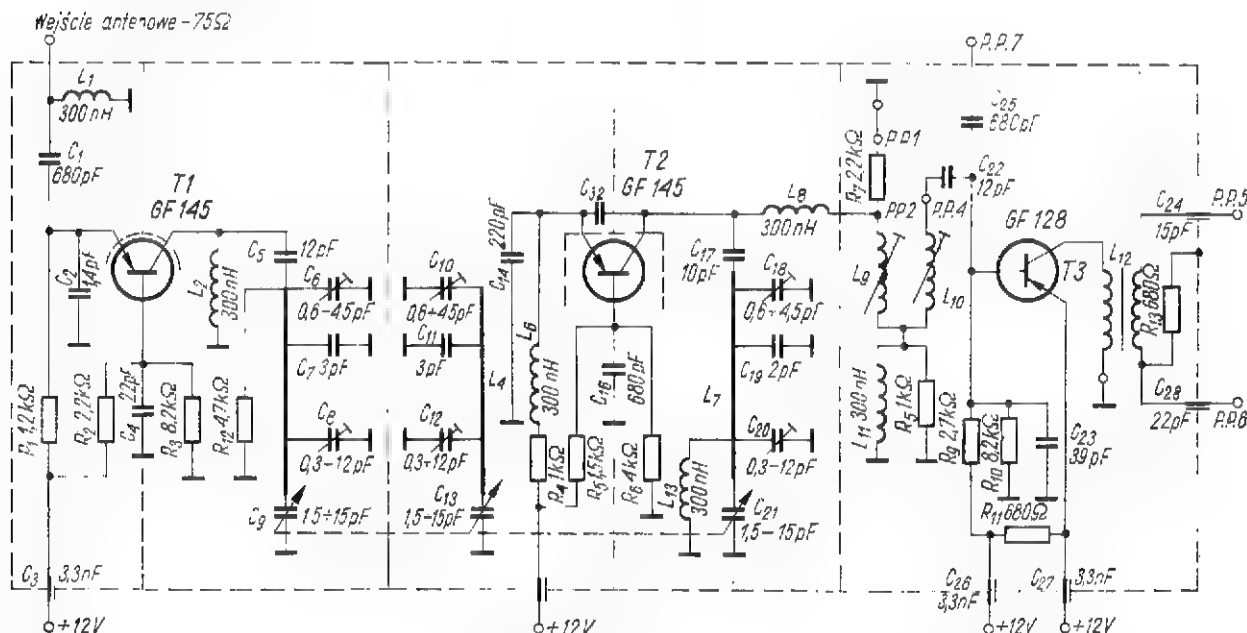 Wejście antenowe - 75Ω
L1
300nH
C1
680pF
T1
GF 145
C2
1,4pF
L2
300nH
C5
12pF
C6
0,6-4,5pF
C7 3pF
C8
0,3-12pF
C9
1,5÷15pF
R1 1,2kΩ
R2 2,2kΩ
C4 22pF
R3 8,2kΩ
R12 4,7kΩ
C3
3,3nF
+12V
C10
0,6÷4,5pF
C11
3pF
C12
0,3÷12pF
C13
1,5-15pF
L4
220pF
C14
L6
300nH
C32
T2
GF 145
C16
680pF
R4 1kΩ
R5 1,5kΩ
R6 4kΩ
+12V
L8
300nH
C17
10pF
C18
0,6÷4,5pF
C19 2pF
C20
0,3-12pF
L7
L13
300nH
C21
1,5-15pF
P.P.1
R7 2,2kΩ
P.P.2
P.P.4
L9
L10
L11 300nH
R5 1kΩ
P.P.7
C25
680pF
C22
12pF
GF 128
T3
L12
R13 680Ω
C24
15pF
P.P.5
C28
22pF
P.P.6
R9 2,7kΩ
R10 8,2kΩ
C23
39pF
R11 680Ω
C26
3,3nF
C27
3,3nF
+12V
+12V